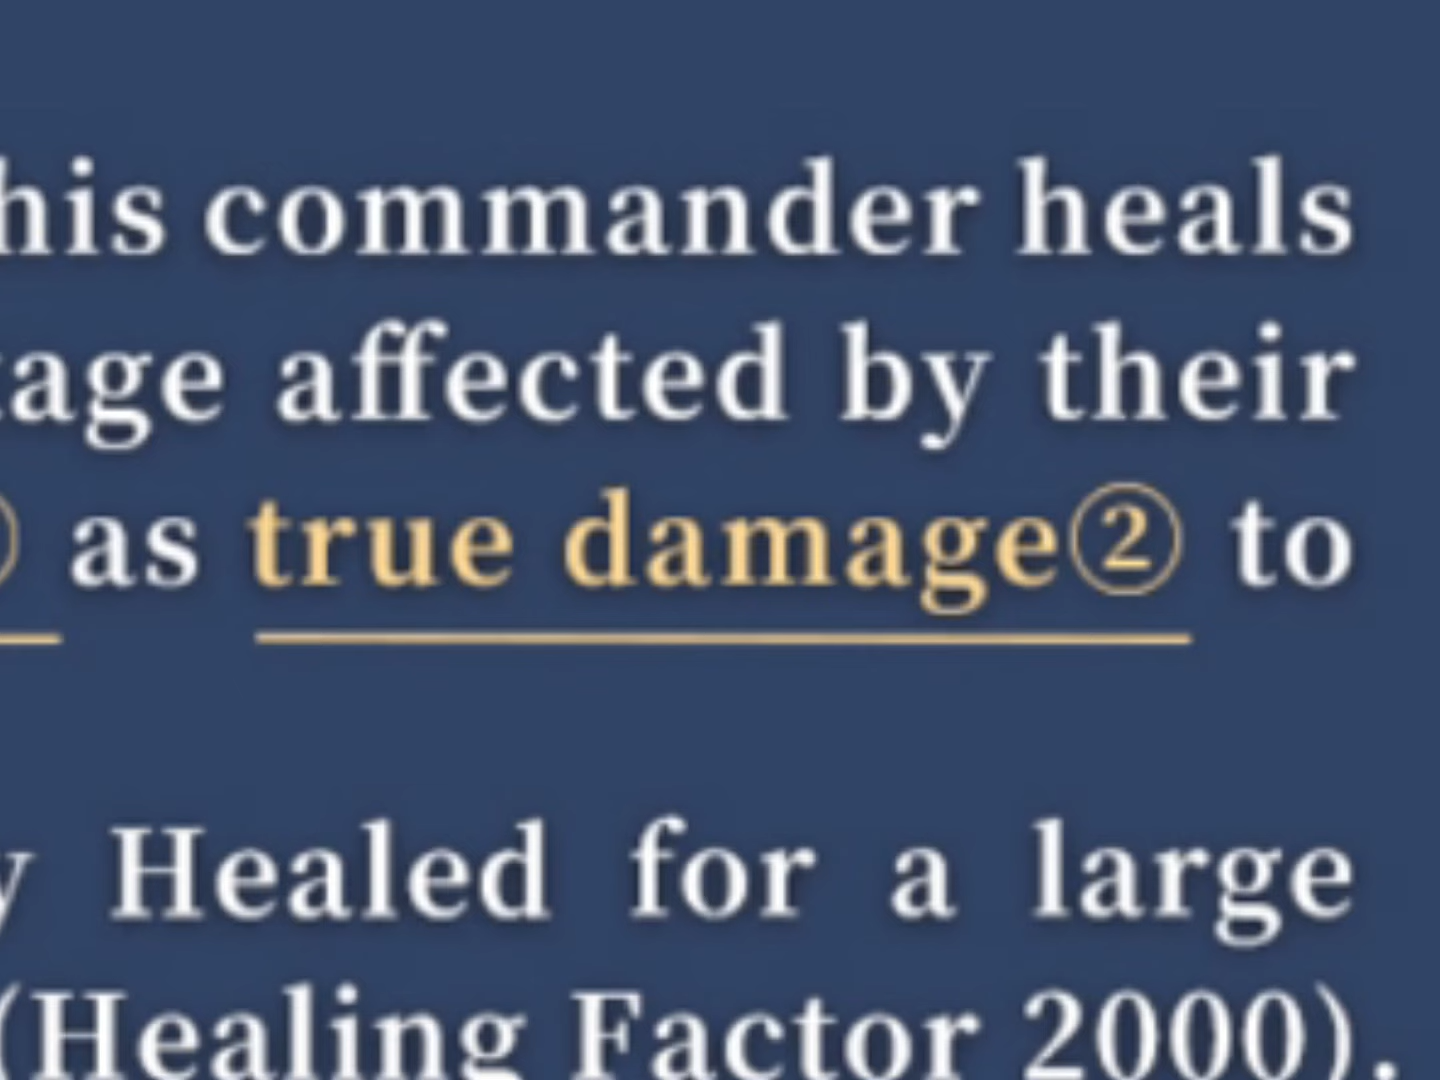 his commander heals
age affected by their
as true damage② to
y Healed for a large
(Healing Factor 2000).